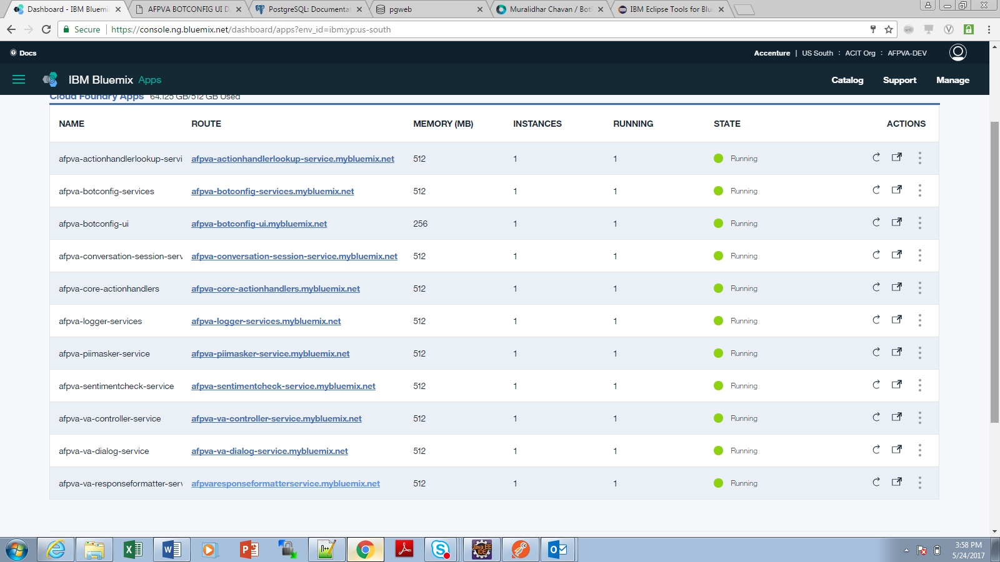 Dashboard - IBM Bluemi
AFPVA BOTCONFIG UI D
PostgreSQL: Documenta
pgweb
Muralidhar Chavan / Bot
IBM Eclipse Tools for Blu
Secure
https://console.ng.bluemix.net/dashboard/apps?env_id=ibm:yp:us-south
Docs
Accenture | US South : ACIT Org : AFPVA-DEV
IBM Bluemix Apps
Catalog Support Manage
Cloud Foundry Apps 64.125 GB/512 GB Used
NAME ROUTE MEMORY (MB) INSTANCES RUNNING STATE ACTIONS
afpva-actionhandlerlookup-servi afpva-actionhandlerlookup-service.mybluemix.net 512 1 1 Running
afpva-botconfig-services afpva-botconfig-services.mybluemix.net 512 1 1 Running
afpva-botconfig-ui afpva-botconfig-ui.mybluemix.net 256 1 1 Running
afpva-conversation-session-serv afpva-conversation-session-service.mybluemix.net 512 1 1 Running
afpva-core-actionhandlers afpva-core-actionhandlers.mybluemix.net 512 1 1 Running
afpva-logger-services afpva-logger-services.mybluemix.net 512 1 1 Running
afpva-piimasker-service afpva-piimasker-service.mybluemix.net 512 1 1 Running
afpva-sentimentcheck-service afpva-sentimentcheck-service.mybluemix.net 512 1 1 Running
afpva-va-controller-service afpva-va-controller-service.mybluemix.net 512 1 1 Running
afpva-va-dialog-service afpva-va-dialog-service.mybluemix.net 512 1 1 Running
afpva-va-responseformatter-serv afpvaresponseformatterservice.mybluemix.net 512 1 1 Running
Java EE
IDE
3:58 PM
5/24/2017